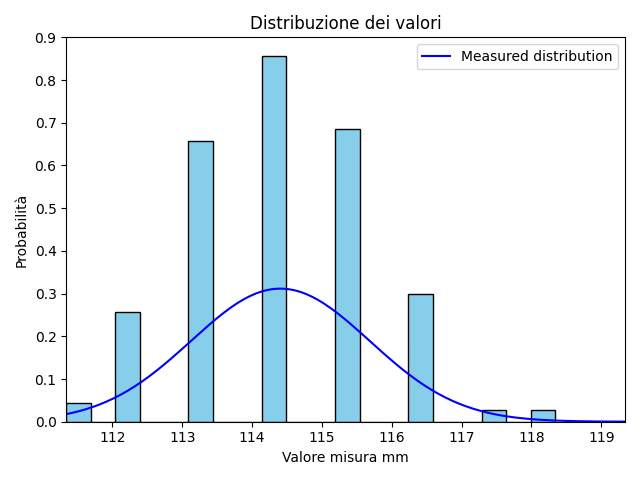 Distribuzione dei valori
Measured distribution
0.9
0.8
0.7
0.6
0.5
0.4
0.3
0.2
0.1
0.0
Probabilità
112 113 114 115 116 117 118 119
Valore misura mm